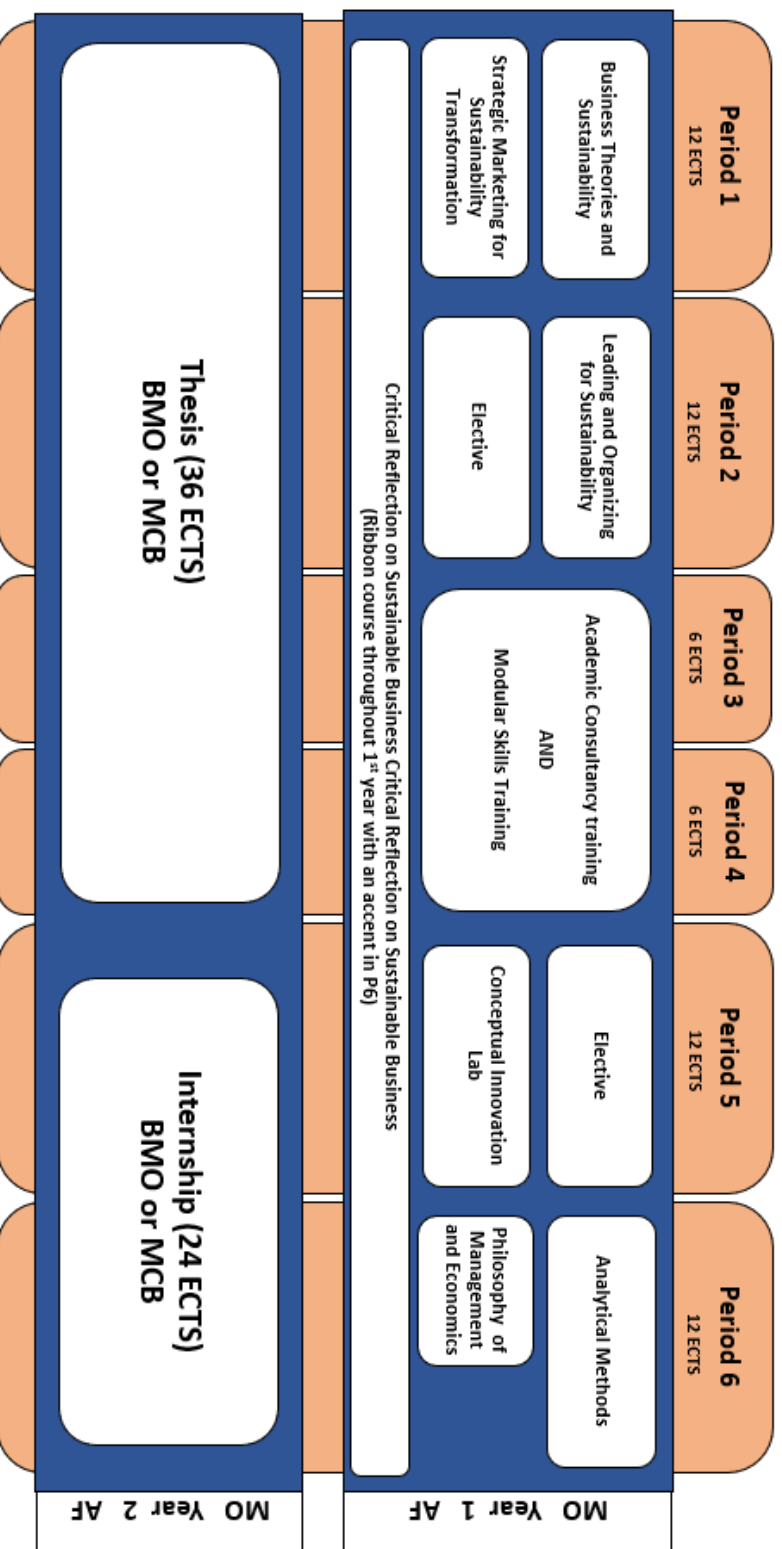 Period 1
12 ECTS
Period 2
12 ECTS
Period 3
6 ECTS
Period 4
6 ECTS
Period 5
12 ECTS
Period 6
12 ECTS
Business Theories and
Sustainability
Leading and Organizing
for Sustainability
Academic Consultancy training
AND
Modular Skills Training
Elective
Analytical Methods
Strategic Marketing for
Sustainability
Transformation
Elective
Conceptual Innovation
Lab
Philosophy of
Management
and Economics
Critical Reflection on Sustainable Business Critical Reflection on Sustainable Business
(Ribbon course throughout 1st year with an accent in P6)
MO Year 1 AF
Thesis (36 ECTS)
BMO or MCB
Internship (24 ECTS)
BMO or MCB
MO Year 2 AF